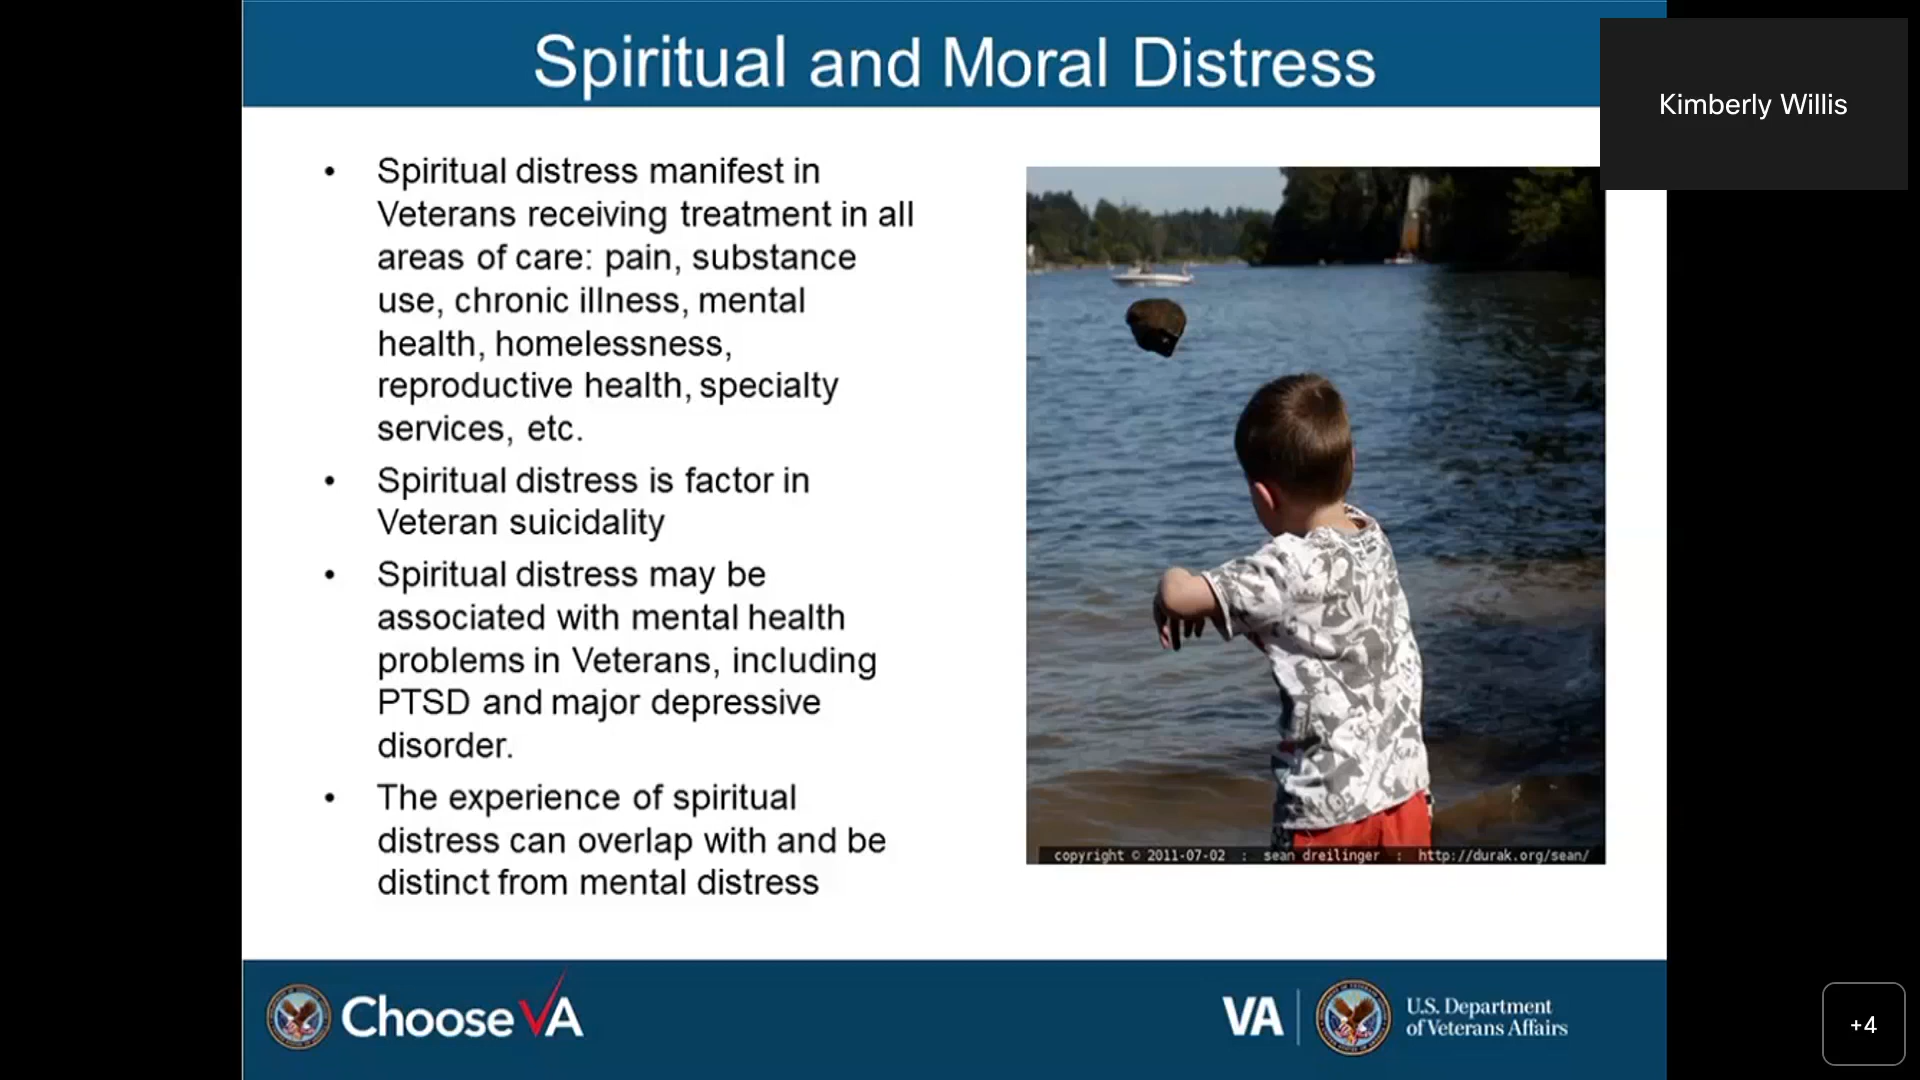 Spiritual and Moral Distress
Kimberly Willis
• Spiritual distress manifest in
Veterans receiving treatment in all
areas of care: pain, substance
use, chronic illness, mental
health, homelessness,
reproductive health, specialty
services, etc.
• Spiritual distress is factor in
Veteran suicidality
• Spiritual distress may be
associated with mental health
problems in Veterans, including
PTSD and major depressive
disorder.
• The experience of spiritual
distress can overlap with and be
distinct from mental distress
copyright © 2011-07-02 : sean dreilinger : http://durak.org/sean/
Choose VA
VA
U.S. Department
of Veterans Affairs
+4